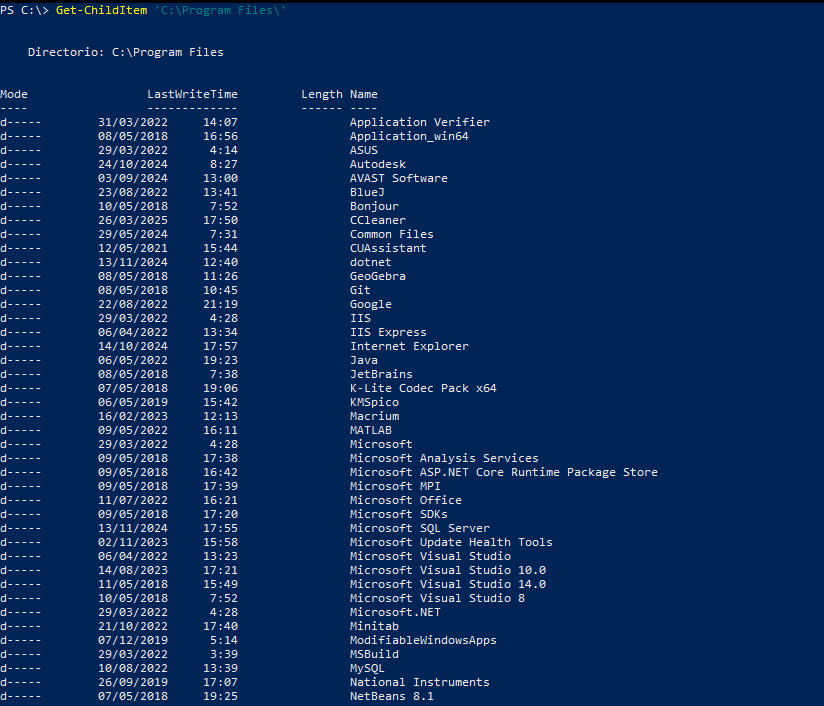 PS C:\> Get-ChildItem 'C:\Program Files\'
Directorio: C:\Program Files
Mode LastWriteTime Length Name
---- ------------- ------ ----
d----- 31/03/2022 14:07 Application Verifier
d----- 08/05/2018 16:56 Application_win64
d----- 29/03/2022 4:14 ASUS
d----- 24/10/2024 8:27 Autodesk
d----- 03/09/2024 13:00 AVAST Software
d----- 23/08/2022 13:41 BlueJ
d----- 10/05/2018 7:52 Bonjour
d----- 26/03/2025 17:50 CCleaner
d----- 29/05/2024 7:31 Common Files
d----- 12/05/2021 15:44 CUAssistant
d----- 13/11/2024 12:40 dotnet
d----- 08/05/2018 11:26 GeoGebra
d----- 08/05/2018 10:45 Git
d----- 22/08/2022 21:19 Google
d----- 29/03/2022 4:28 IIS
d----- 06/04/2022 13:34 IIS Express
d----- 14/10/2024 17:57 Internet Explorer
d----- 06/05/2022 19:23 Java
d----- 08/05/2018 7:38 JetBrains
d----- 07/05/2018 19:06 K-Lite Codec Pack x64
d----- 06/05/2019 15:42 KMSpico
d----- 16/02/2023 12:13 Macrium
d----- 09/05/2022 16:11 MATLAB
d----- 29/03/2022 4:28 Microsoft
d----- 09/05/2018 17:38 Microsoft Analysis Services
d----- 09/05/2018 16:42 Microsoft ASP.NET Core Runtime Package Store
d----- 09/05/2018 17:39 Microsoft MPI
d----- 11/07/2022 16:21 Microsoft Office
d----- 09/05/2018 17:20 Microsoft SDKs
d----- 13/11/2024 17:55 Microsoft SQL Server
d----- 02/11/2023 15:58 Microsoft Update Health Tools
d----- 06/04/2022 13:23 Microsoft Visual Studio
d----- 14/08/2023 17:21 Microsoft Visual Studio 10.0
d----- 11/05/2018 15:49 Microsoft Visual Studio 14.0
d----- 10/05/2018 7:52 Microsoft Visual Studio 8
d----- 29/03/2022 4:28 Microsoft.NET
d----- 21/10/2022 17:40 Minitab
d----- 07/12/2019 5:14 ModifiableWindowsApps
d----- 29/03/2022 3:39 MSBuild
d----- 10/08/2022 13:39 MySQL
d----- 26/09/2019 17:07 National Instruments
d----- 07/05/2018 19:25 NetBeans 8.1